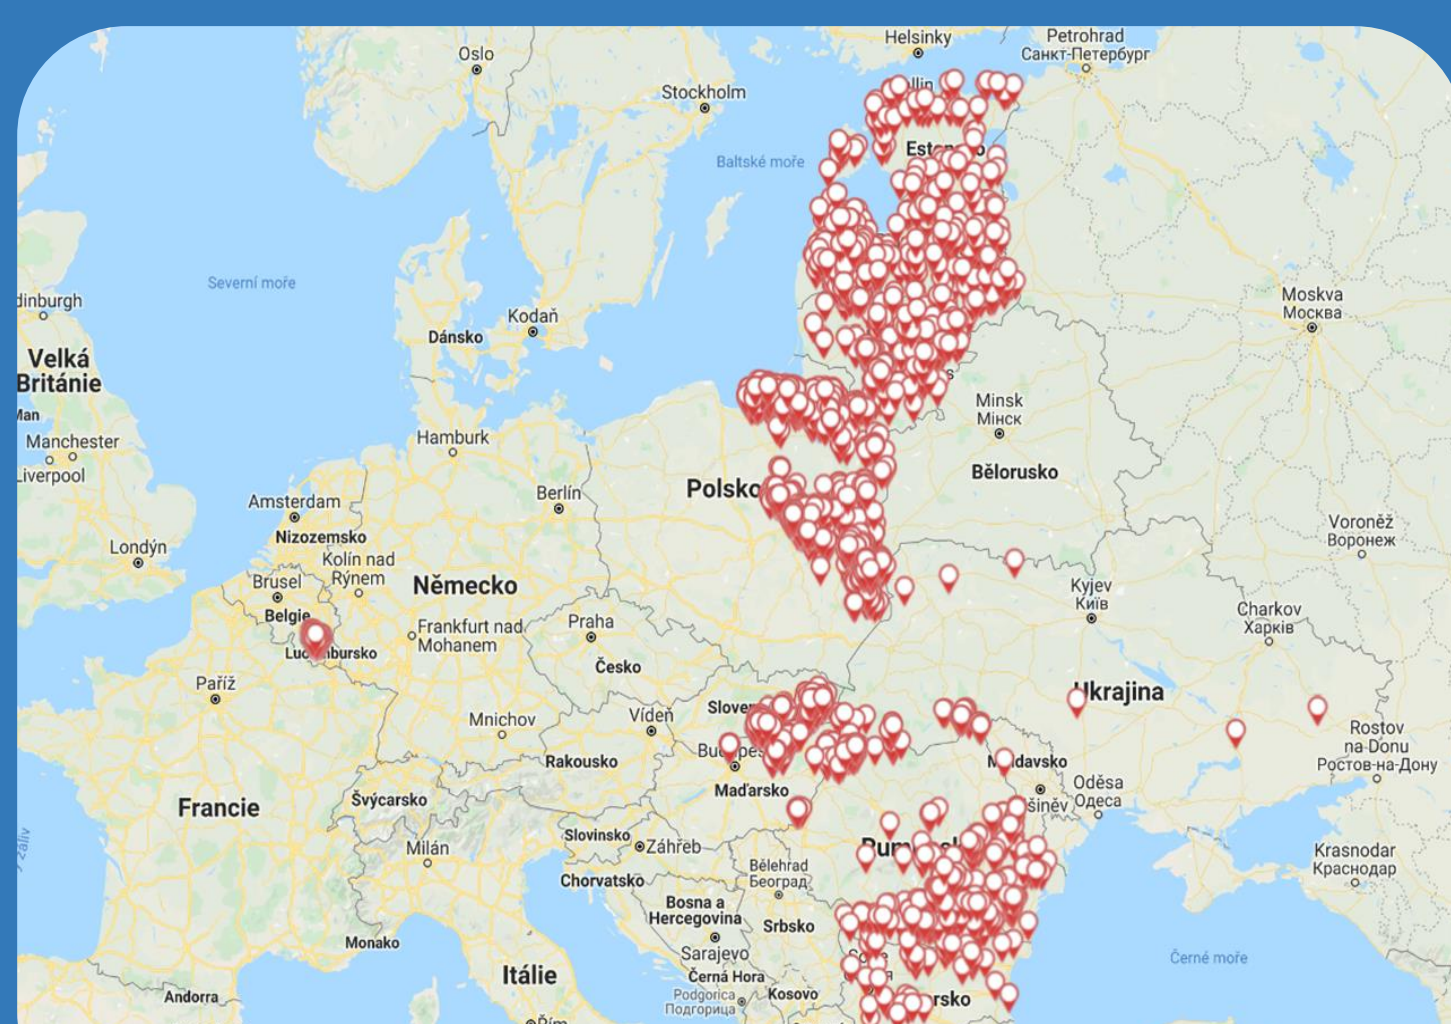 Helsinky
Petrohrad
Санкт-Петербург
Oslo
Stockholm
Baltské moře
Severní moře
Moskva
Москва
Kodaň
Dánsko
Velká
Británie
Manchester
Liverpool
Hamburk
Minsk
Мінск
Bělorusko
Polsko
Berlín
Amsterdam
Nizozemsko
Londýn
Kolín nad
Rýnem
Brusel
Belgie
Německo
Voroněž
Воронеж
Kyjev
Київ
Charkov
Харків
Frankfurt nad
Mohanem
Praha
Česko
Paříž
Ukrajina
Mnichov
Vídeň
Rakousko
Rostov
na Donu
Ростов-на-Дону
Maďarsko
Oděsa
Одеса
Švýcarsko
Francie
Slovinsko
Záhřeb
Milán
Krasnodar
Краснодар
Chorvatsko
Bělehrad
Београд
Bosna a
Hercegovina
Srbsko
Monako
Sarajevo
Černé moře
Itálie
Černá Hora
Andorra
Podgorica
Подгорица
Kosovo